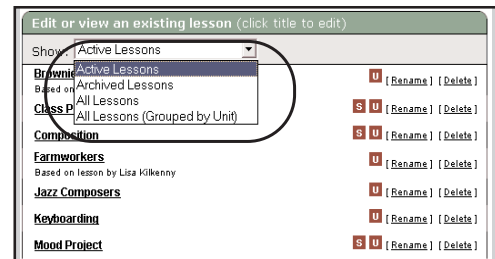 Edit or view an existing lesson (click title to edit)
Show: Active Lessons
Active Lessons
Archived Lessons
All Lessons
All Lessons (Grouped by Unit)
U [Rename] [Delete]
Based on
Class P S U [Rename] [Delete]
Composition S U [Rename] [Delete]
Farmworkers U [Rename] [Delete]
Based on lesson by Lisa Kilkenny
Jazz Composers U [Rename] [Delete]
Keyboarding U [Rename] [Delete]
Mood Project S U [Rename] [Delete]